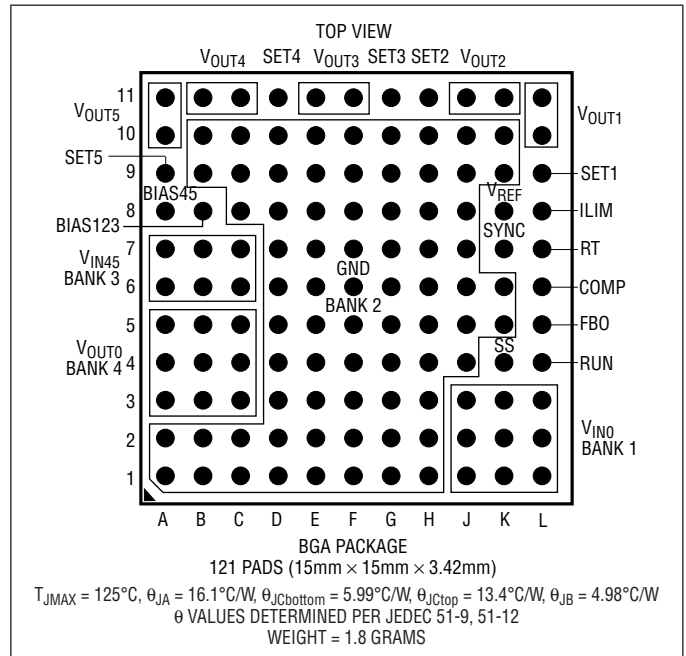 TOP VIEW
VOUT4 SET4 VOUT3 SET3 SET2 VOUT2
11
VOUT5
VOUT1
10
SET5
9
SET1
BIAS45
VREF
8
ILIM
BIAS123
SYNC
7
RT
VIN45
BANK 3
GND
6
COMP
BANK 2
5
FBO
VOUT0
BANK 4
SS
4
RUN
3
VIN0
BANK 1
2
1
A B C D E F G H J K L
BGA PACKAGE
121 PADS (15mm × 15mm × 3.42mm)
TJMAX = 125°C, θJA = 16.1°C/W, θJCbottom = 5.99°C/W, θJCtop = 13.4°C/W, θJB = 4.98°C/W
θ VALUES DETERMINED PER JEDEC 51-9, 51-12
WEIGHT = 1.8 GRAMS